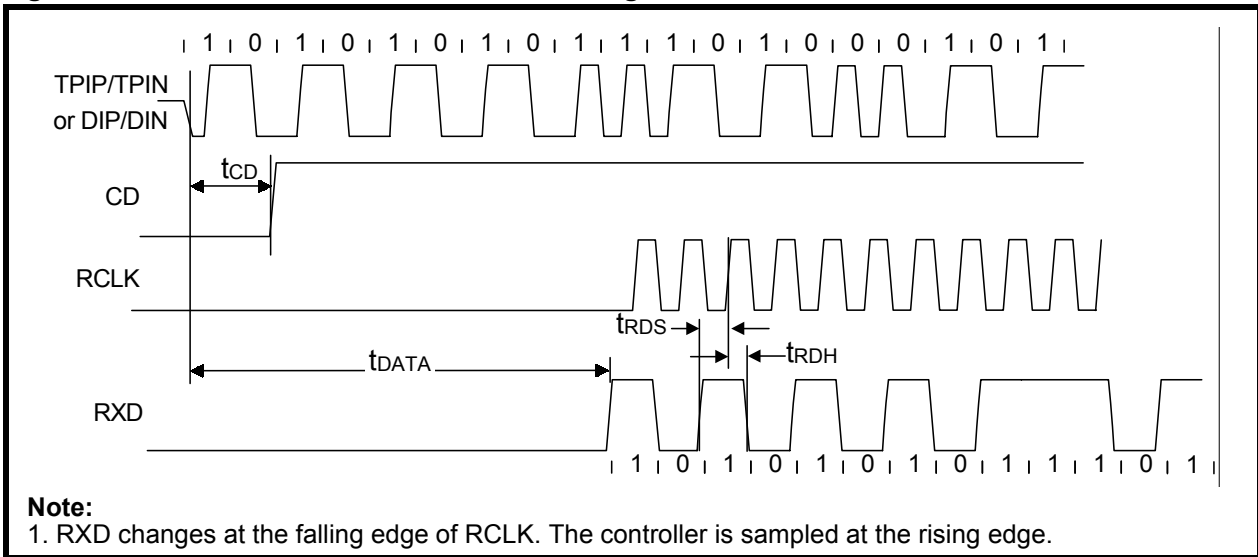 1 0 1 0 1 0 1 0 1 1 1 0 1 0 0 0 1 0 1
TPIP/TPIN
or DIP/DIN
tCD
CD
RCLK
tRDS
tRDH
tDATA
RXD
1 0 1 0 1 0 1 0 1 1 1 0 1
Note:
1. RXD changes at the falling edge of RCLK. The controller is sampled at the rising edge.